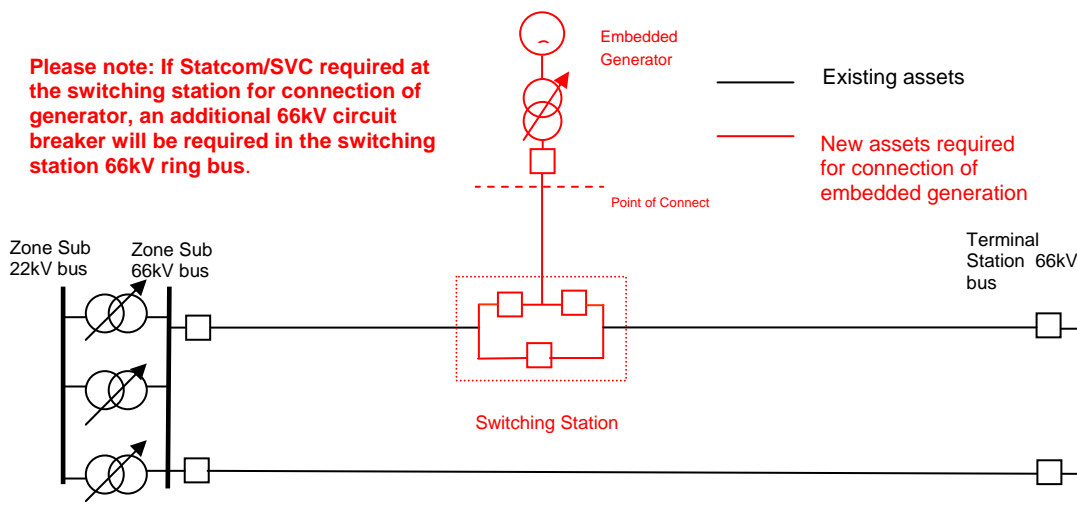 Embedded
Generator
Please note: If Statcom/SVC required at
the switching station for connection of
generator, an additional 66kV circuit
breaker will be required in the switching
station 66kV ring bus.
Existing assets
New assets required
for connection of
embedded generation
Point of Connect
Zone Sub
22kV bus
Zone Sub
66kV bus
Terminal
Station 66kV
bus
Switching Station